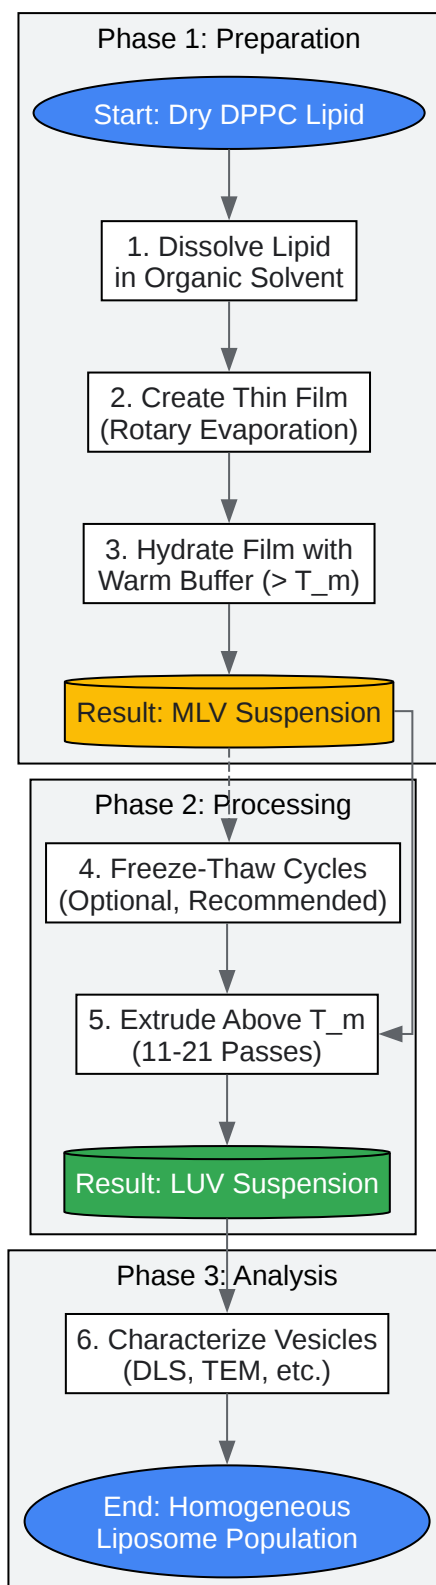 Phase 1: Preparation
Start: Dry DPPC Lipid
1. Dissolve Lipid
in Organic Solvent
2. Create Thin Film
(Rotary Evaporation)
3. Hydrate Film with
Warm Buffer (> T_m)
Result: MLV Suspension
Phase 2: Processing
4. Freeze-Thaw Cycles
(Optional, Recommended)
5. Extrude Above T_m
(11-21 Passes)
Result: LUV Suspension
Phase 3: Analysis
6. Characterize Vesicles
(DLS, TEM, etc.)
End: Homogeneous
Liposome Population